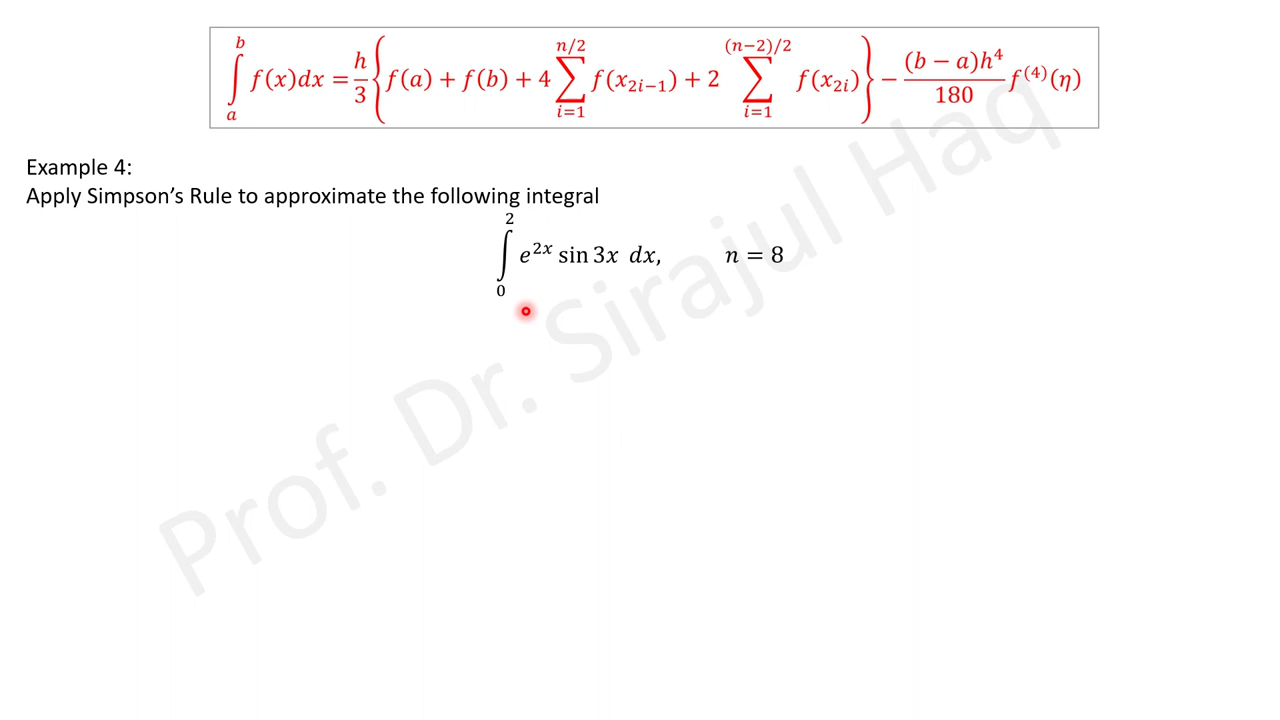 ∫_a^b f(x)dx = h/3 {f(a) + f(b) + 4 ∑_{i=1}^{n/2} f(x_{2i−1}) + 2 ∑_{i=1}^{(n−2)/2} f(x_{2i})} − (b − a)h⁴/180 f⁽⁴⁾(η)
Example 4:
Apply Simpson’s Rule to approximate the following integral
∫_0^2 e^{2x} sin 3x dx, n = 8
Prof. Dr. Sirajul Haq